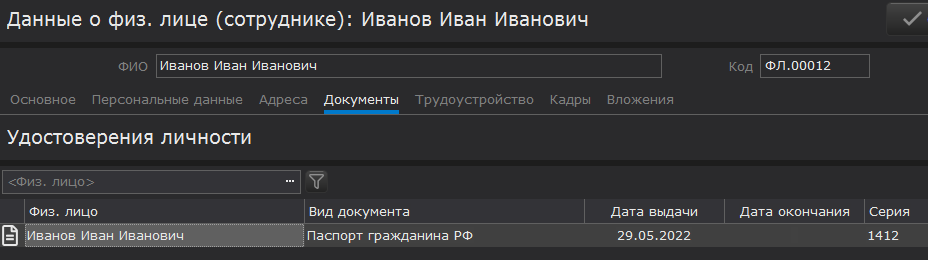 Данные о физ. лице (сотруднике): Иванов Иван Иванович
ФИО Иванов Иван Иванович Код ФЛ.00012
Основное Персональные данные Адреса Документы Трудоустройство Кадры Вложения
Удостоверения личности
<Физ. лицо> ...
Физ. лицо Вид документа Дата выдачи Дата окончания Серия
Иванов Иван Иванович Паспорт гражданина РФ 29.05.2022 1412